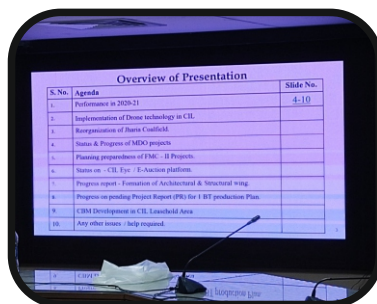 Overview of Presentation
S. No. Agenda Slide No.
1. Performance in 2020-21 4-10
2. Implementation of Drone technology in CIL
3. Reorganization of Jharia Coalfield.
4. Status & Progress of MDO projects
5. Planning preparedness of FMC - II Projects.
6. Status on - CIL Eye / E-Auction platform.
7. Progress report - Formation of Architectural & Structural wing.
8. Progress on pending Project Report (PR) for 1 BT production Plan.
9. CBM Development in CIL Leasehold Area
10. Any other issues / help required.